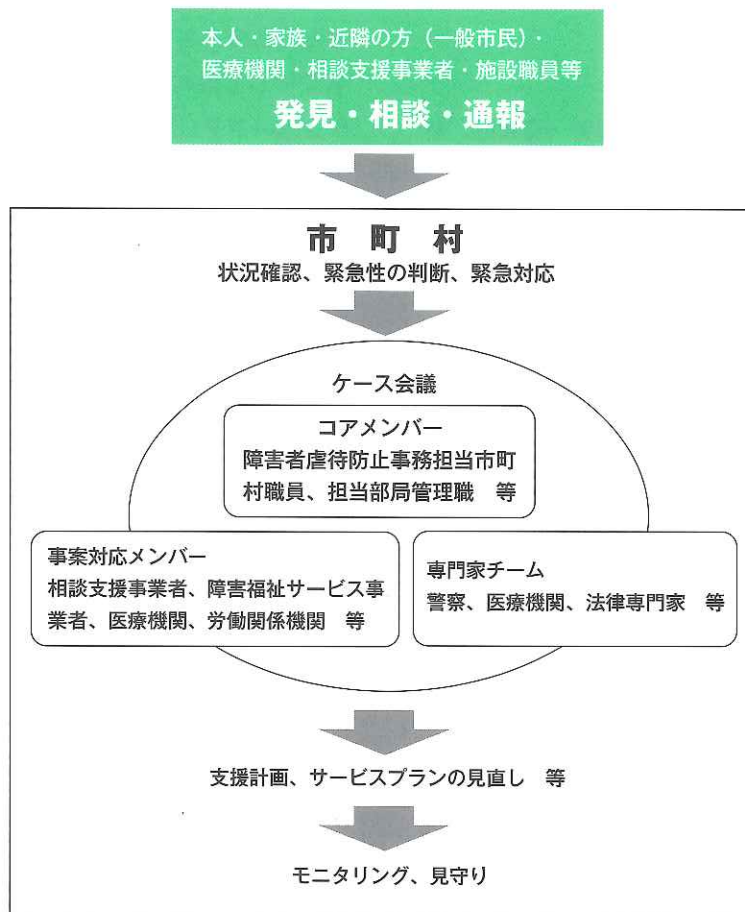 本人・家族・近隣の方（一般市民）・
医療機関・相談支援事業者・施設職員等
発見・相談・通報
市 町 村
状況確認、緊急性の判断、緊急対応
ケース会議
コアメンバー
障害者虐待防止事務担当市町
村職員、担当部局管理職　等
事案対応メンバー
相談支援事業者、障害福祉サービス事
業者、医療機関、労働関係機関　等
専門家チーム
警察、医療機関、法律専門家　等
支援計画、サービスプランの見直し　等
モニタリング、見守り